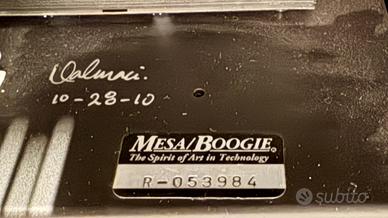 10-28-10
MESA/BOOGIE®
The Spirit of Art in Technology
R-053984
subito